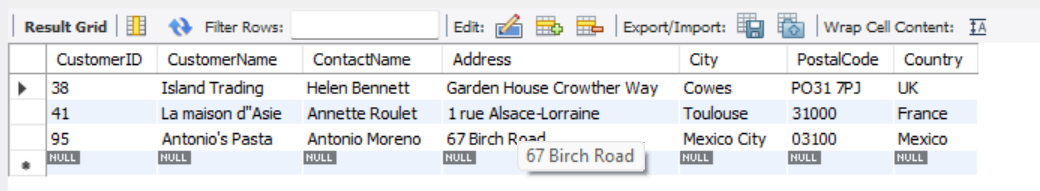 Result Grid Filter Rows: Edit: Export/Import: Wrap Cell Content: IA
CustomerID CustomerName ContactName Address City PostalCode Country
38 Island Trading Helen Bennett Garden House Crowther Way Cowes PO31 7PJ UK
41 La maison d"Asie Annette Roulet 1 rue Alsace-Lorraine Toulouse 31000 France
95 Antonio's Pasta Antonio Moreno 67 Birch Road Mexico City 03100 Mexico
NULL NULL NULL NULL NULL NULL NULL
67 Birch Road